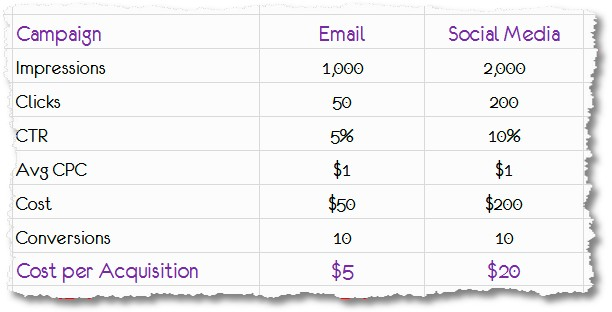 Campaign Email Social Media
Impressions 1,000 2,000
Clicks 50 200
CTR 5% 10%
Avg CPC $1 $1
Cost $50 $200
Conversions 10 10
Cost per Acquisition $5 $20